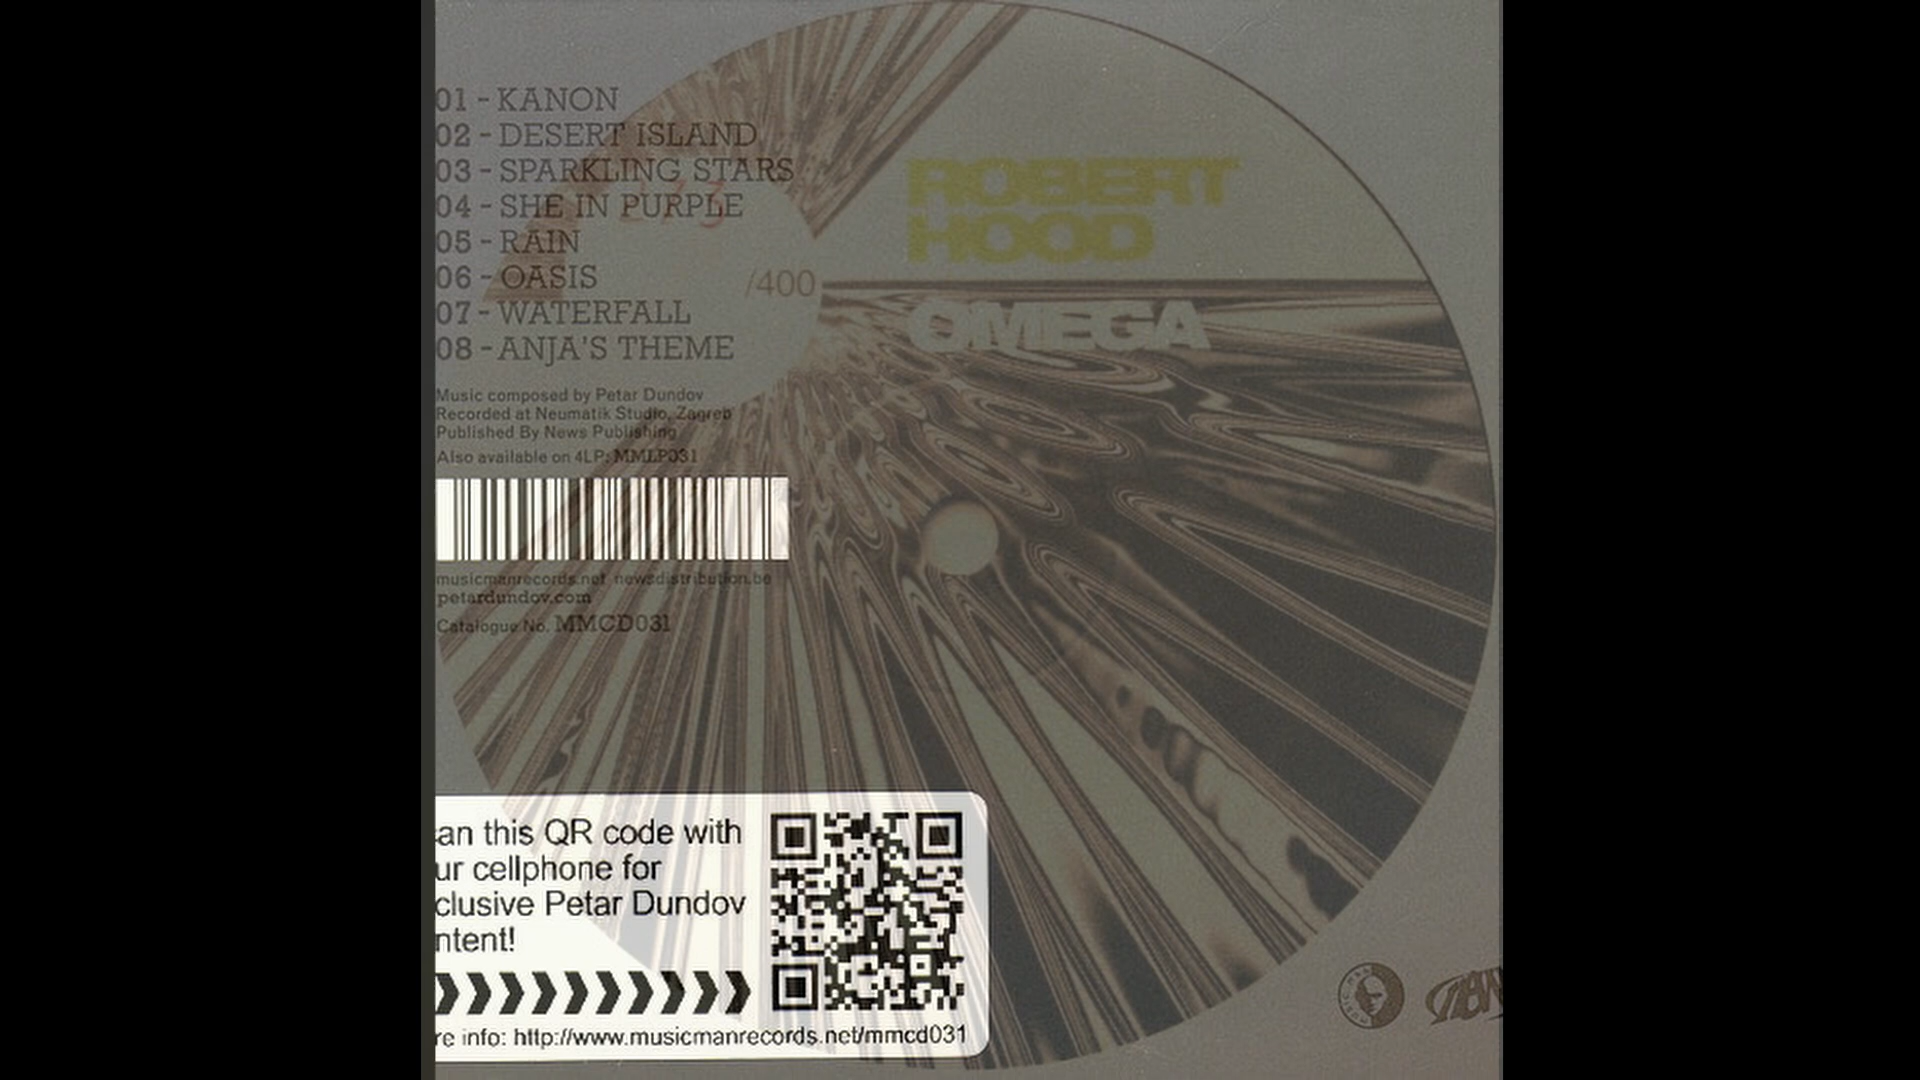 01 - KANON
02 - DESERT ISLAND
03 - SPARKLING STARS
04 - SHE IN PURPLE
05 - RAIN
06 - OASIS
07 - WATERFALL
08 - ANJA'S THEME
/400
ROBERT
HOOD
OMEGA
Music composed by Petar Dundov
Recorded at Neumatik Studio, Zagreb
Published By News Publishing
Also available on 4LP: MMLP031
musicmanrecords.net newsdistribution.be
petardundov.com
Catalogue No. MMCD031
an this QR code with
ur cellphone for
clusive Petar Dundov
ntent!
re info: http://www.musicmanrecords.net/mmcd031